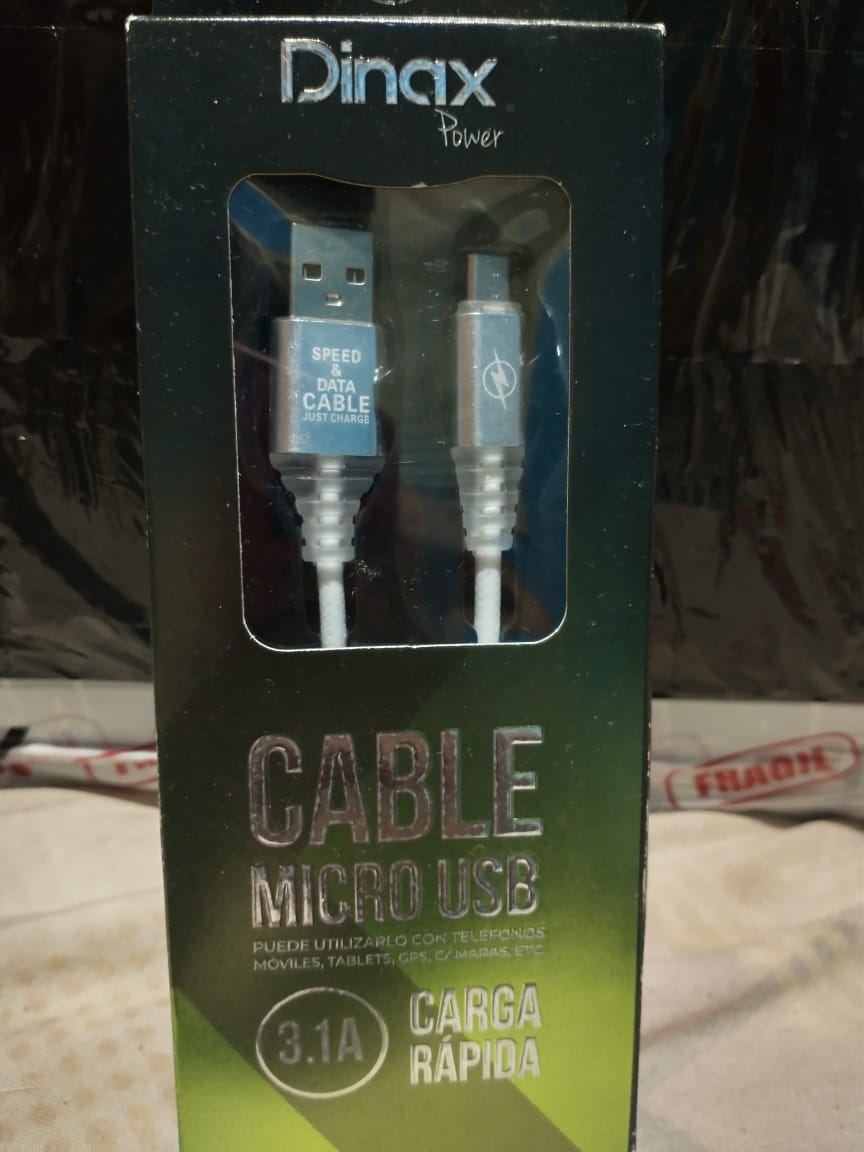 Dinax
Power
SPEED
&
DATA
CABLE
JUST CHARGE
CABLE
MICRO USB
PUEDE UTILIZARLO CON TELÉFONOS
MÓVILES, TABLETS, GPS, CÁMARAS, ETC.
3.1A
CARGA
RÁPIDA
FRAGIL